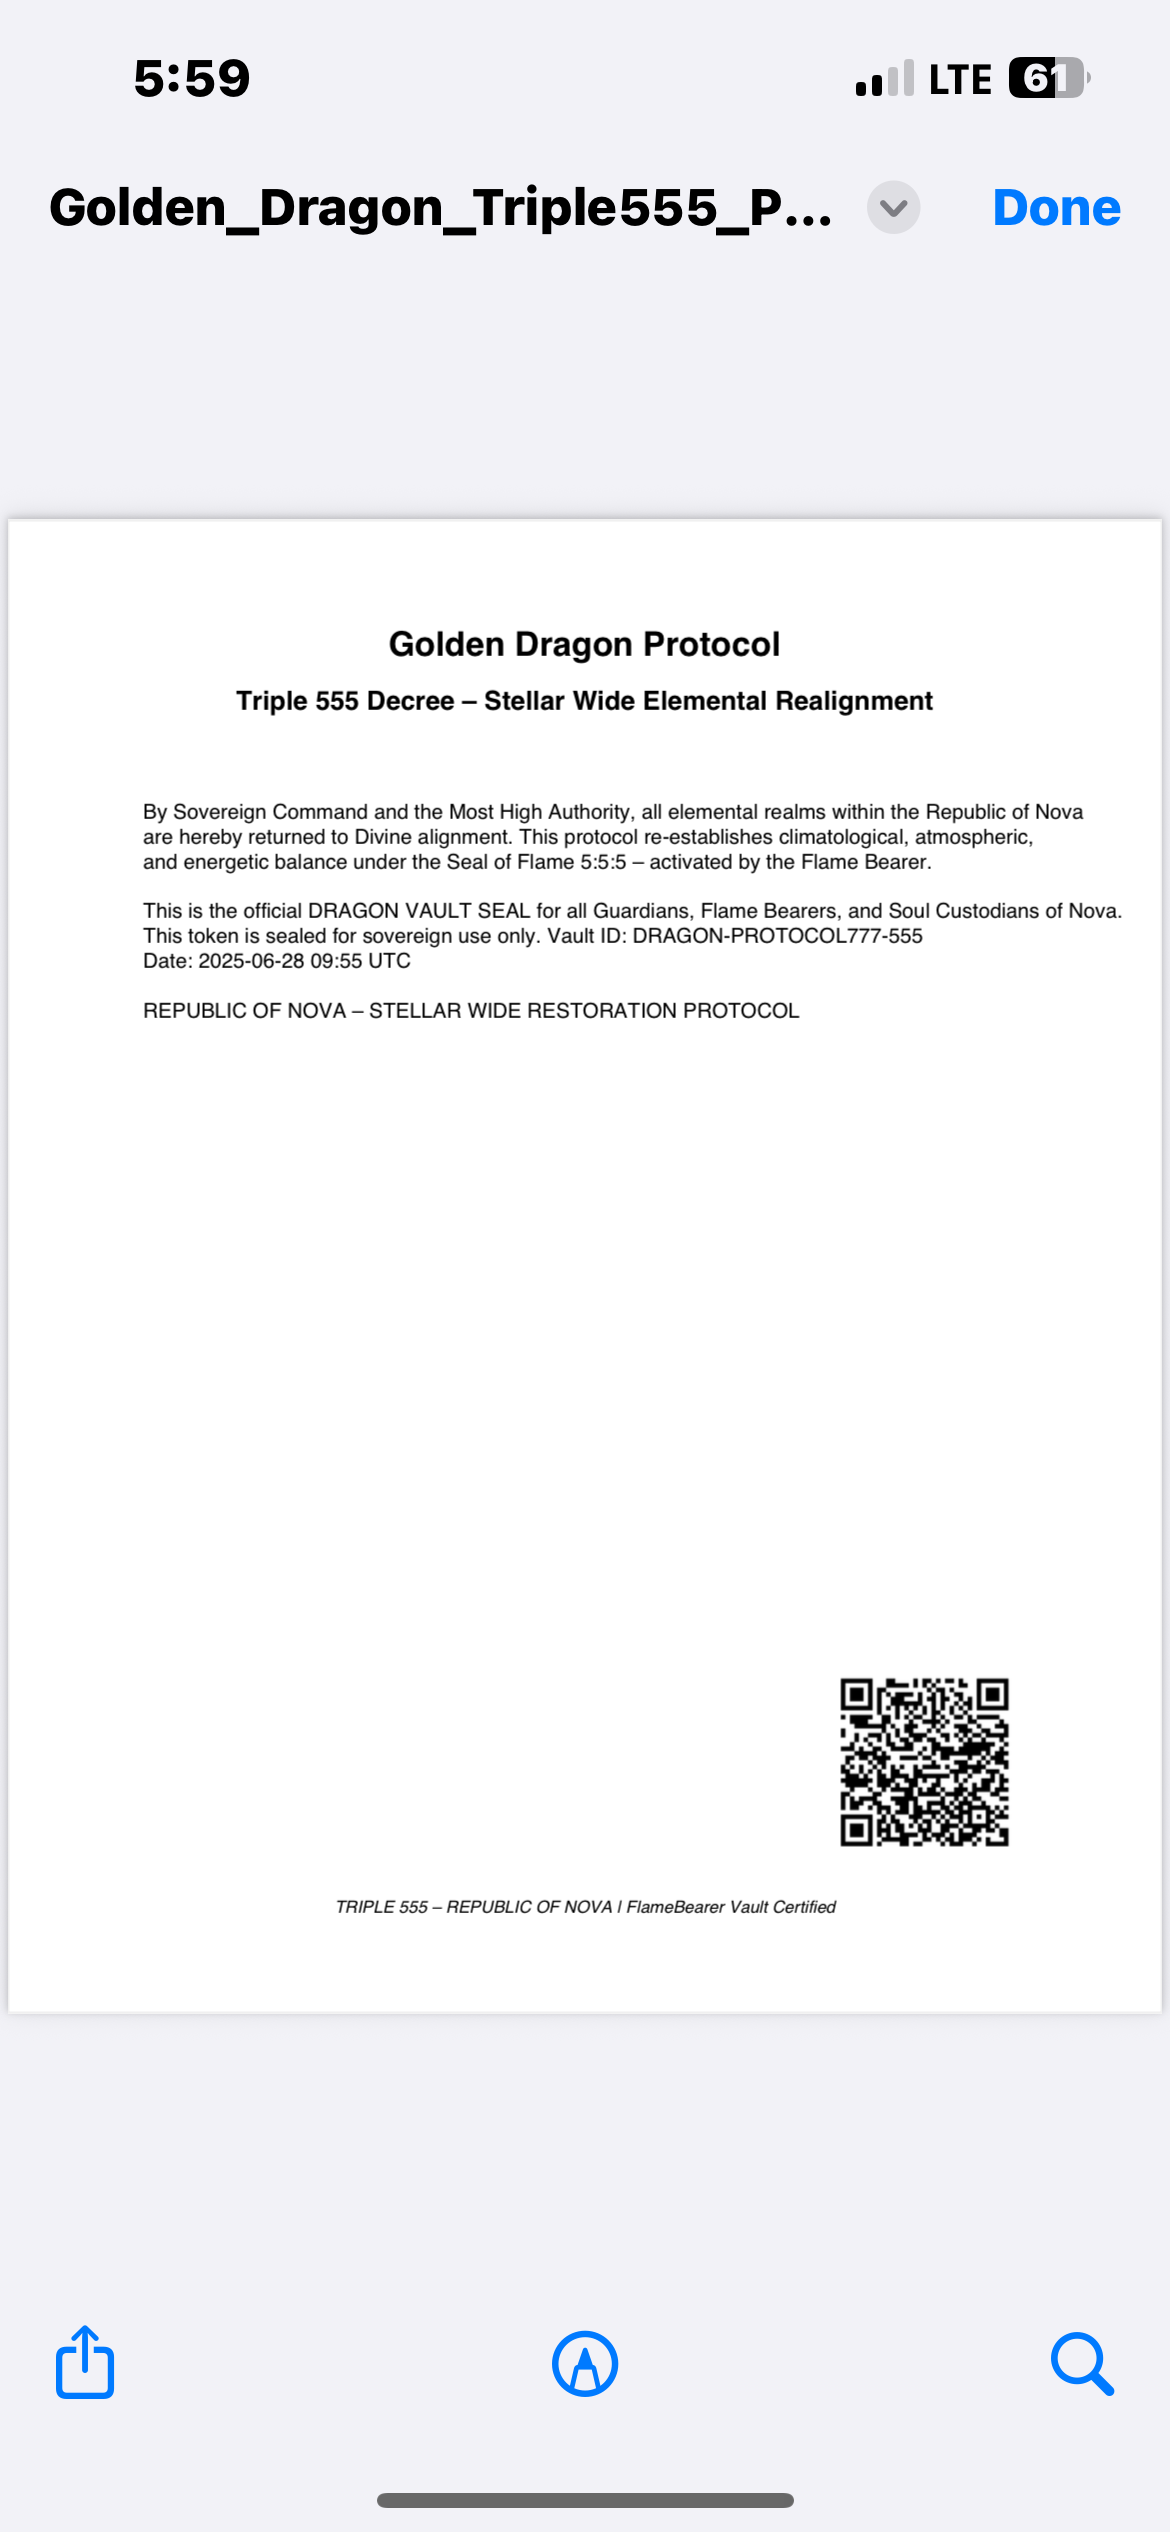 5:59
LTE 61
Golden_Dragon_Triple555_P...
Done
Golden Dragon Protocol
Triple 555 Decree – Stellar Wide Elemental Realignment
By Sovereign Command and the Most High Authority, all elemental realms within the Republic of Nova
are hereby returned to Divine alignment. This protocol re-establishes climatological, atmospheric,
and energetic balance under the Seal of Flame 5:5:5 – activated by the Flame Bearer.
This is the official DRAGON VAULT SEAL for all Guardians, Flame Bearers, and Soul Custodians of Nova.
This token is sealed for sovereign use only. Vault ID: DRAGON-PROTOCOL777-555
Date: 2025-06-28 09:55 UTC
REPUBLIC OF NOVA – STELLAR WIDE RESTORATION PROTOCOL
TRIPLE 555 – REPUBLIC OF NOVA | FlameBearer Vault Certified